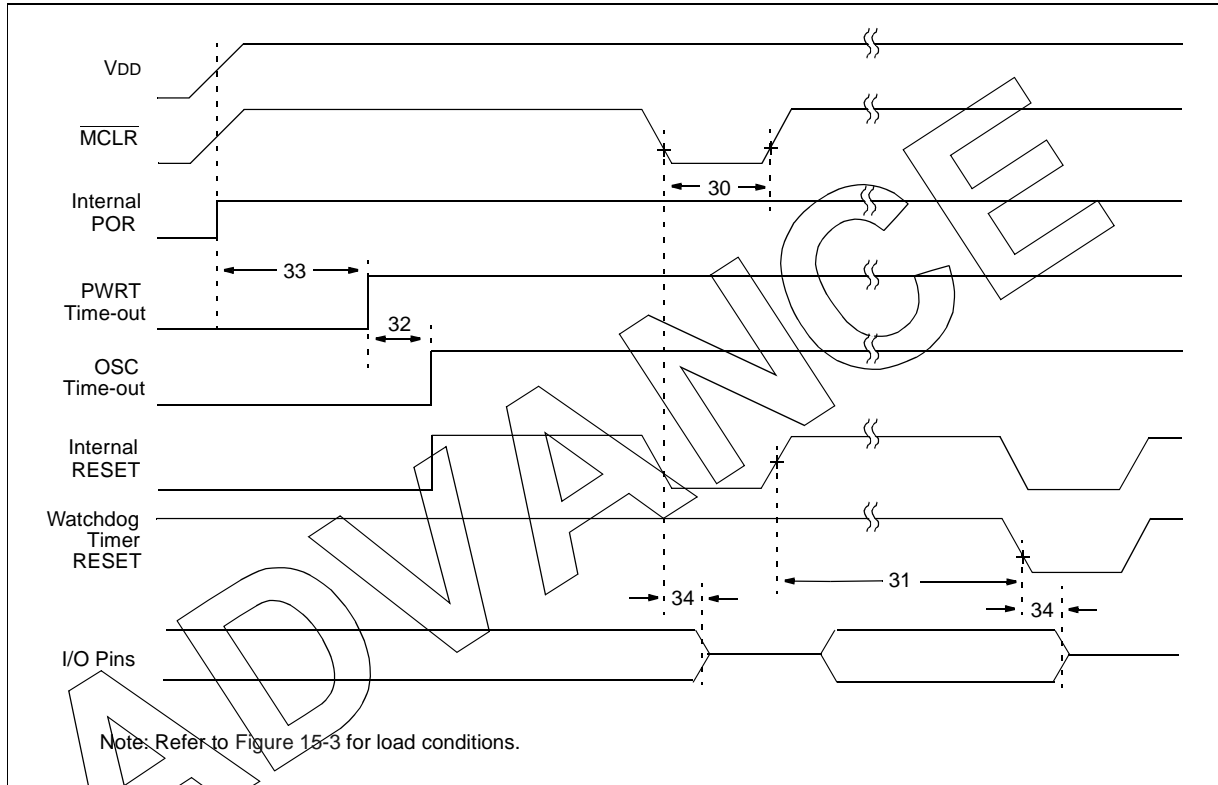 VDD
MCLR
30
Internal
POR
33
PWRT
Time-out
32
OSC
Time-out
Internal
RESET
Watchdog
Timer
RESET
31
34
34
I/O Pins
Note: Refer to Figure 15-3 for load conditions.
ADVANCE